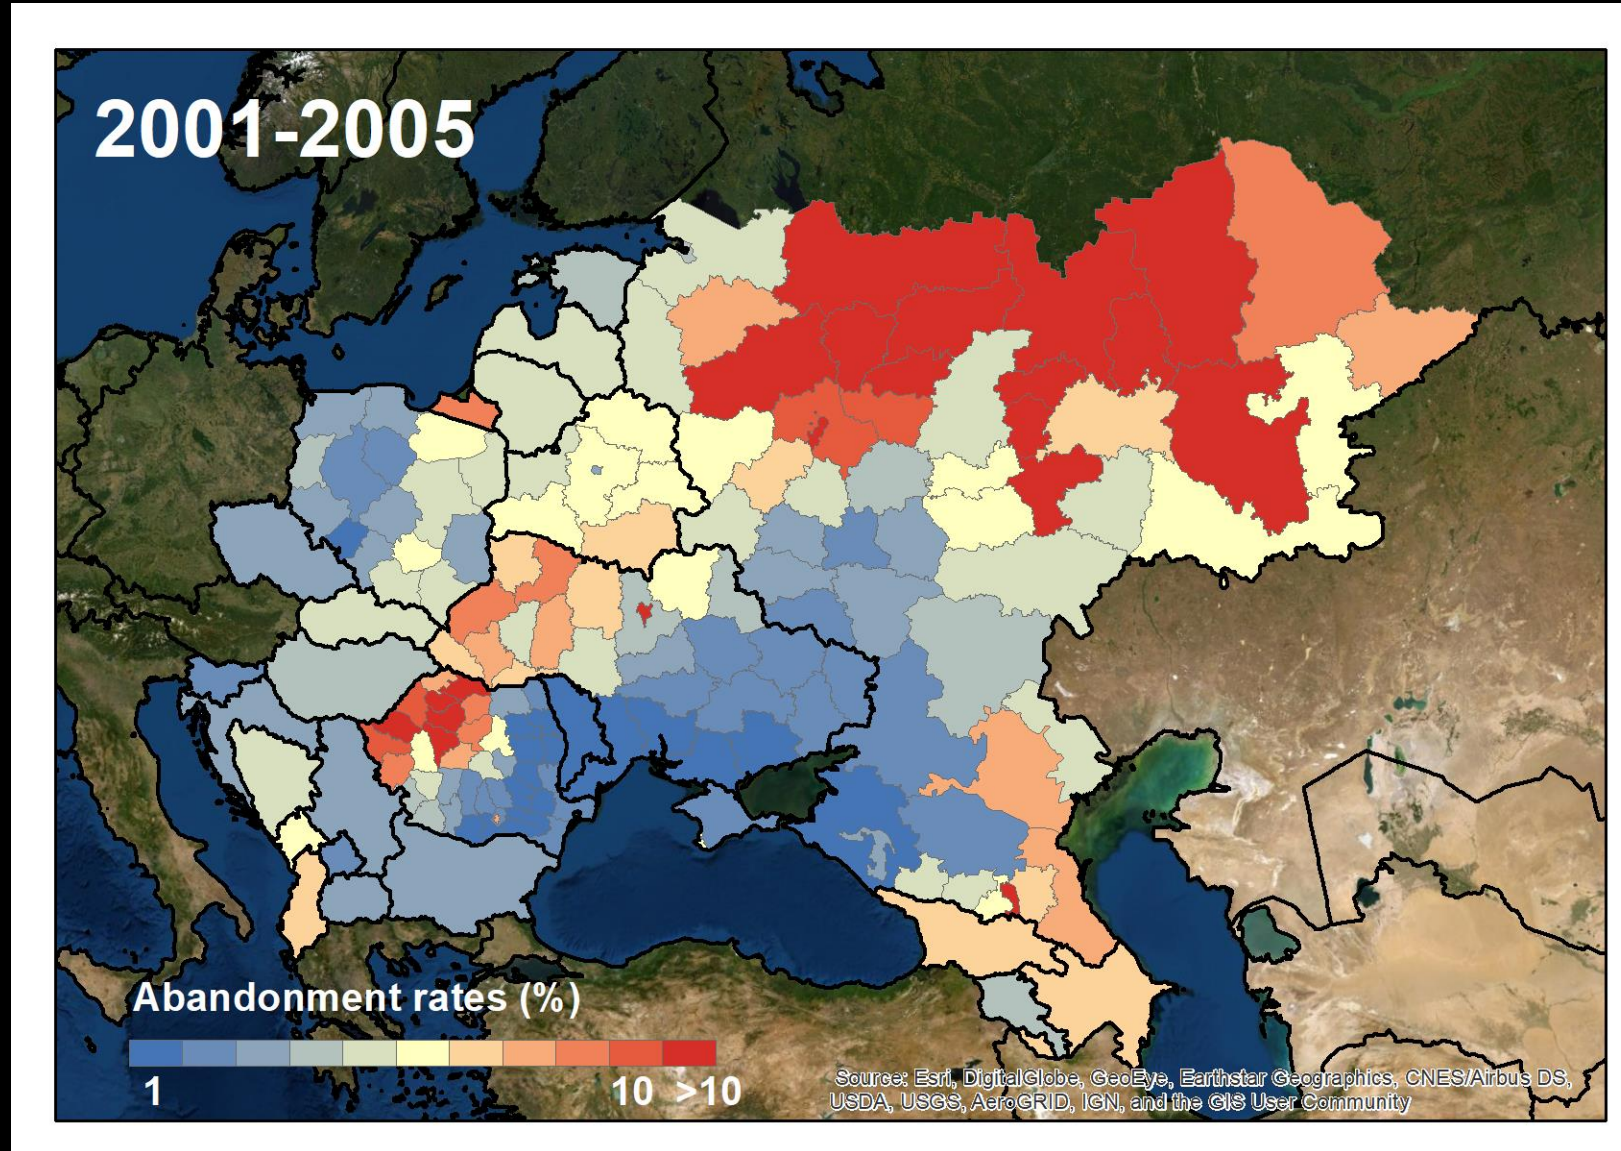 2001-2005
Abandonment rates (%)
1 10 >10
Source: Esri, DigitalGlobe, GeoEye, Earthstar Geographics, CNES/Airbus DS,
USDA, USGS, AeroGRID, IGN, and the GIS User Community